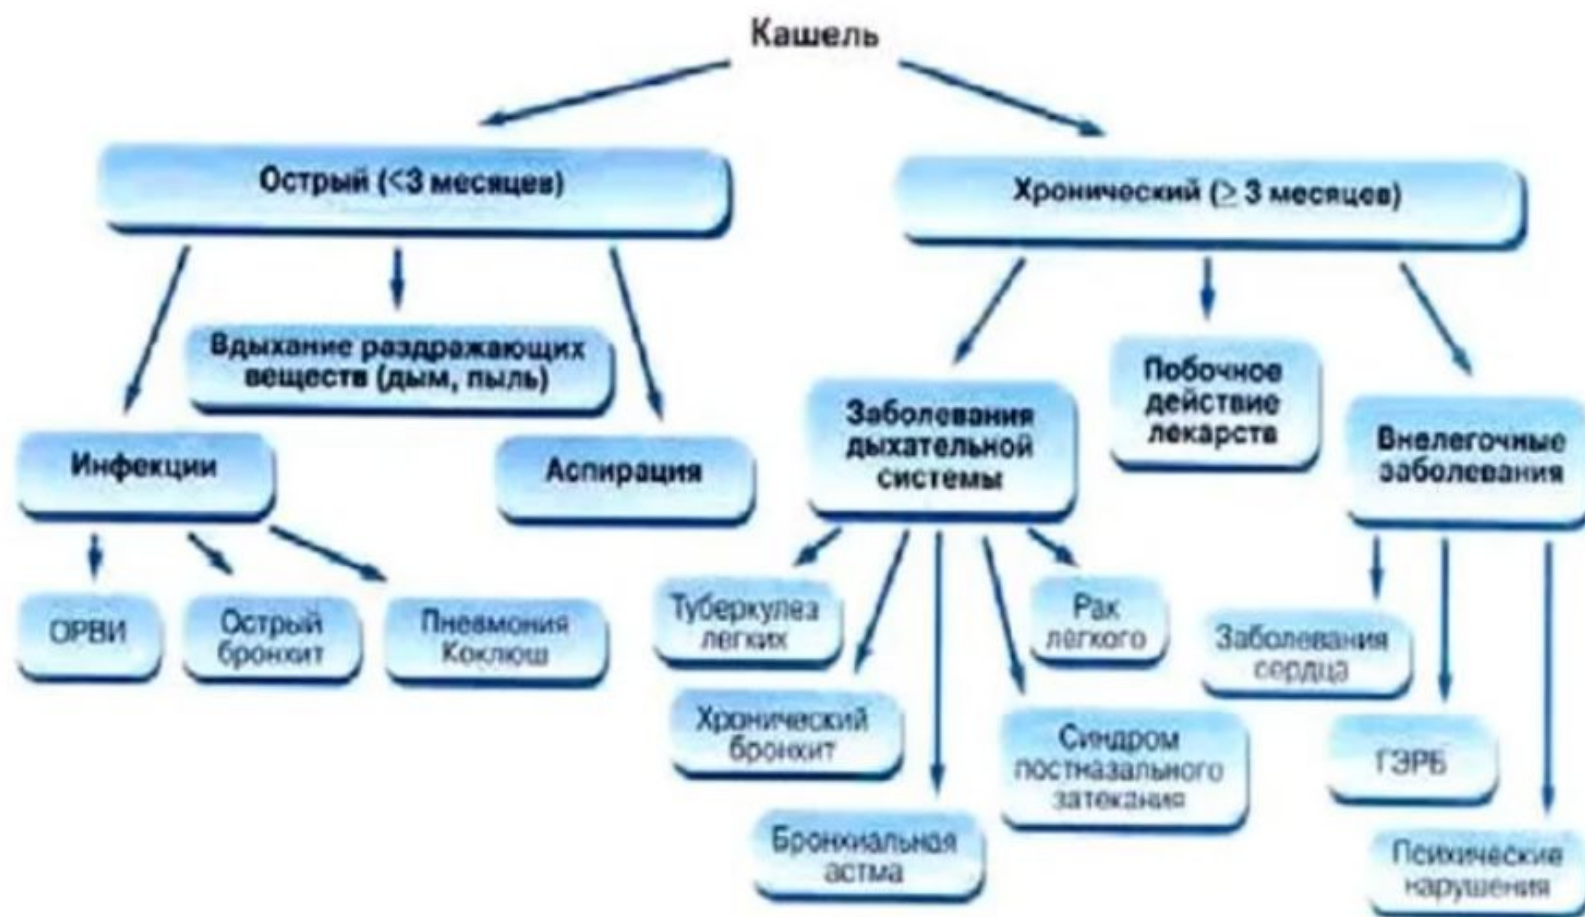 Кашель
Острый (<3 месяцев)
Хронический (≥ 3 месяцев)
Вдыхание раздражающих
веществ (дым, пыль)
Инфекции
Аспирация
Заболевания
дыхательной
системы
Побочное
действие
лекарств
Внелегочные
заболевания
ОРВИ
Острый
бронхит
Пневмония
Коклюш
Туберкулез
легких
Рак
легкого
Заболевания
сердца
Хронический
бронхит
Синдром
постназального
затекания
ГЭРБ
Бронхиальная
астма
Психические
нарушения